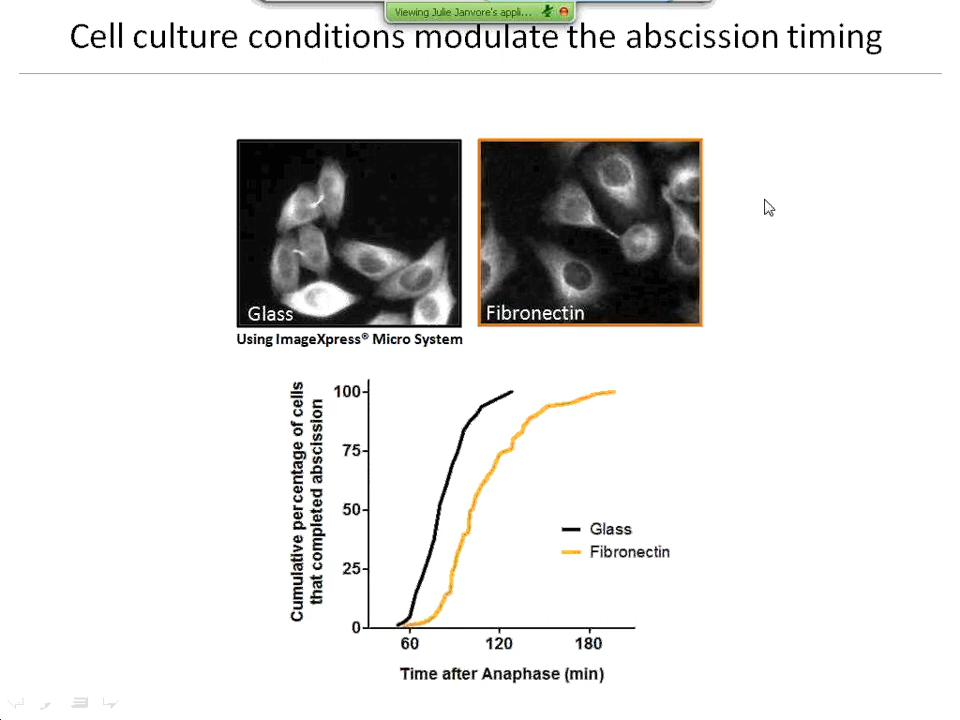 Viewing Julie Janvore's appli...
Cell culture conditions modulate the abscission timing
Glass
Fibronectin
Using ImageXpress® Micro System
Cumulative percentage of cells
that completed abscission
100
75
50
25
0
60 120 180
Time after Anaphase (min)
Glass
Fibronectin